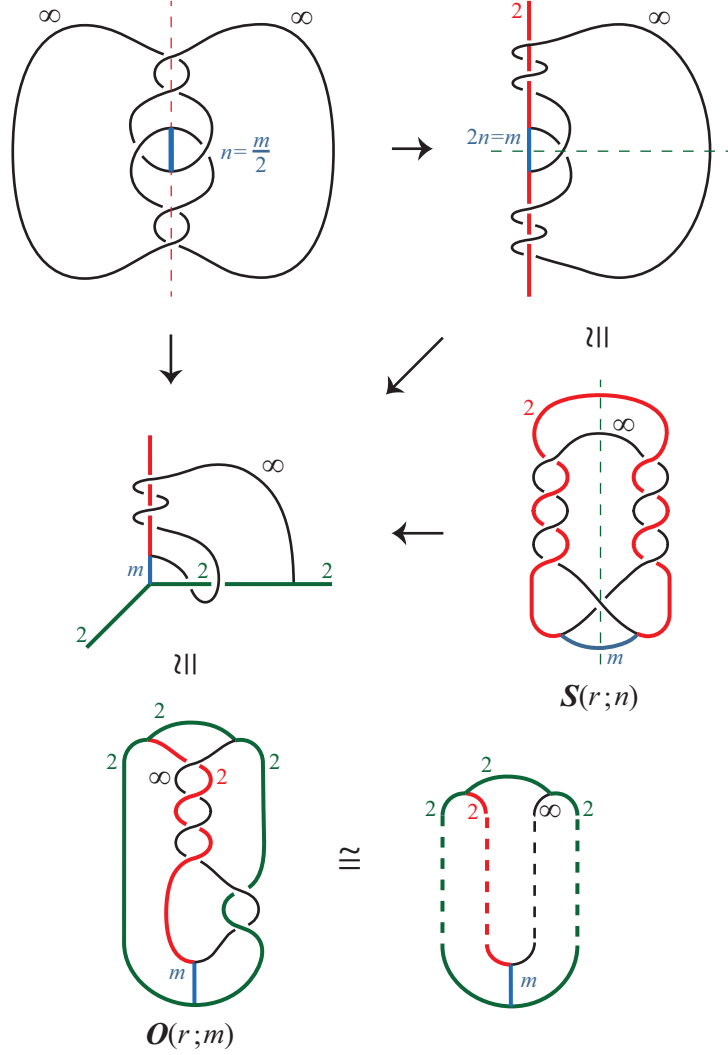 ∞ ∞ 2 ∞
n = m/2
2n=m
≅
2 ∞
∞
m 2 2
2
m
≅
S(r;n)
2
2 ∞ 2 2
m
O(r;m)
≅
2
2 2 ∞ 2
m